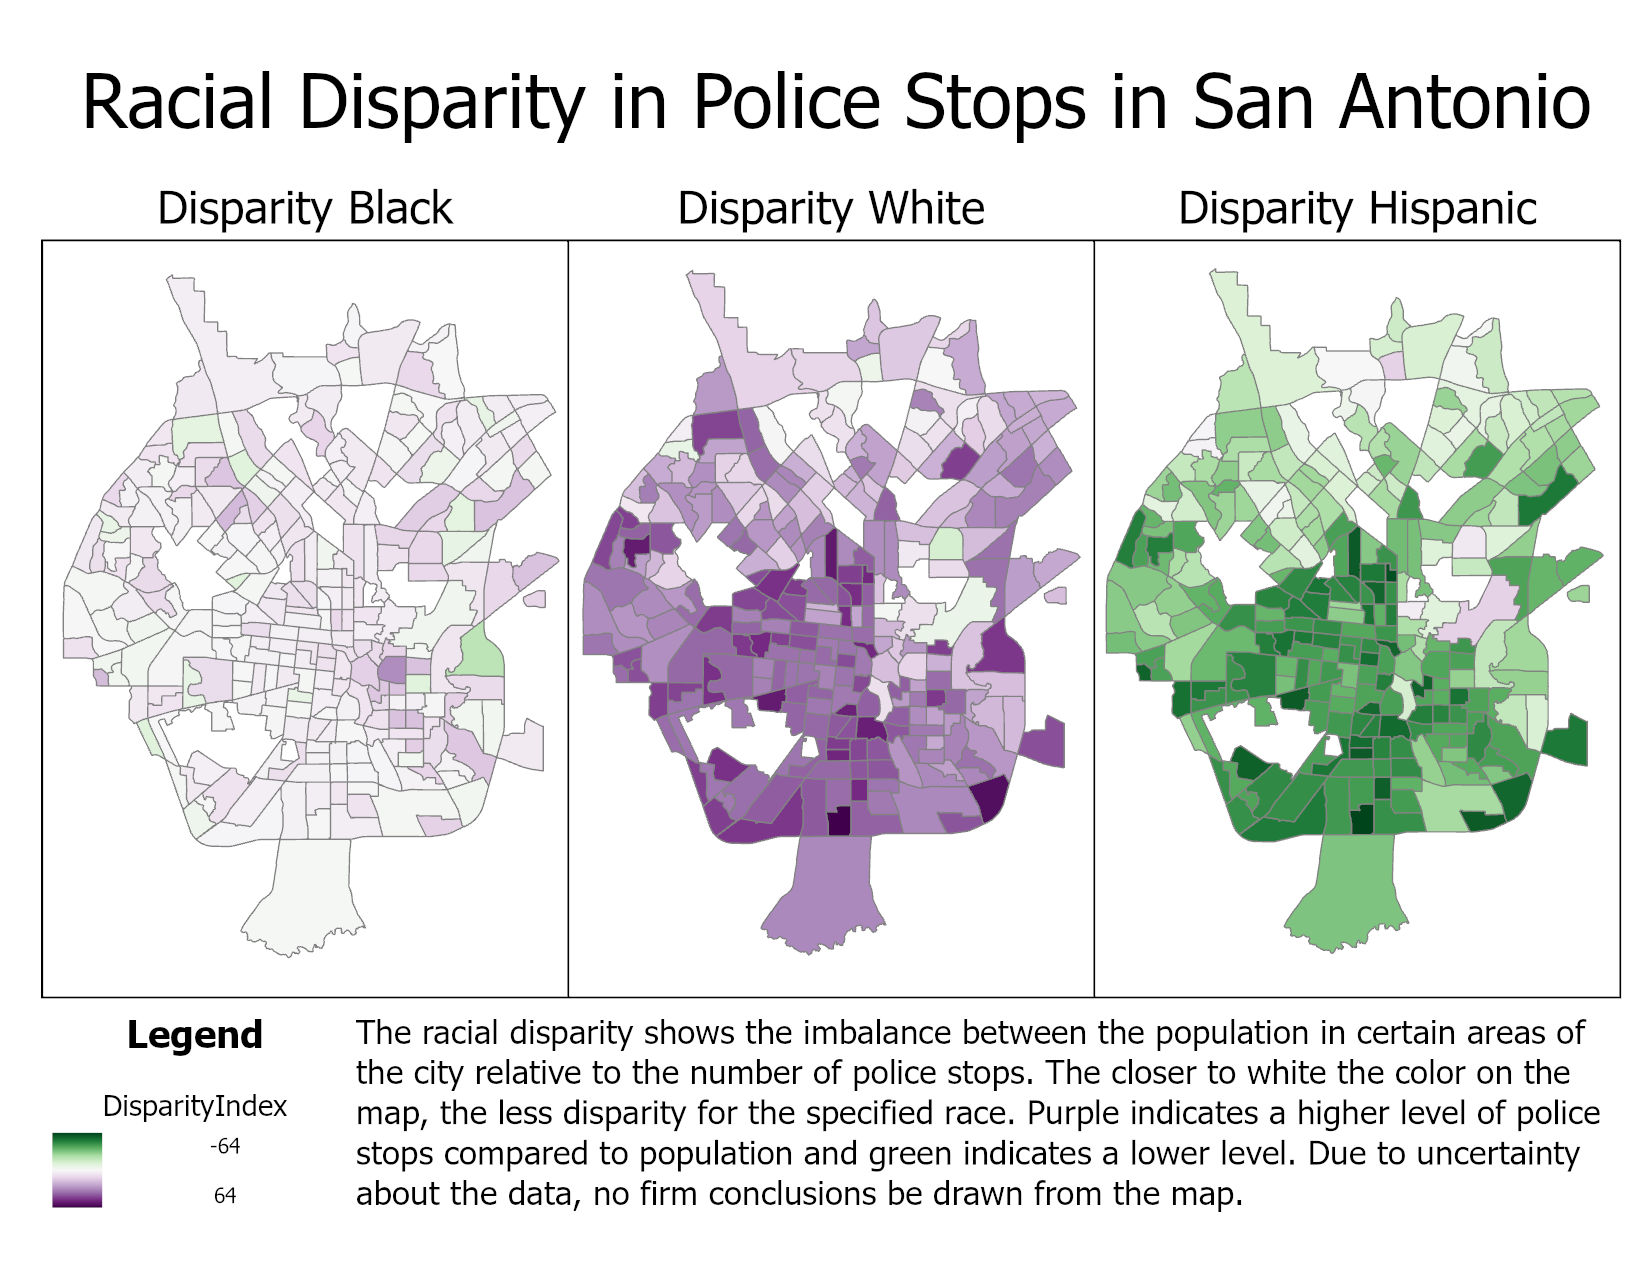 Racial Disparity in Police Stops in San Antonio
Disparity Black
Disparity White
Disparity Hispanic
Legend
DisparityIndex
-64
64
The racial disparity shows the imbalance between the population in certain areas of
the city relative to the number of police stops. The closer to white the color on the
map, the less disparity for the specified race. Purple indicates a higher level of police
stops compared to population and green indicates a lower level. Due to uncertainty
about the data, no firm conclusions be drawn from the map.